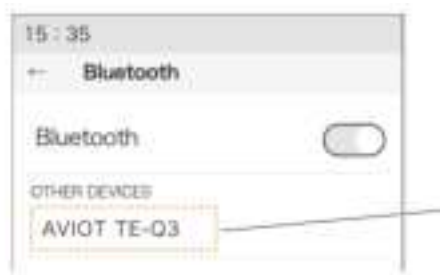 15:35
← Bluetooth
Bluetooth
OTHER DEVICES
AVIOT TE-Q3